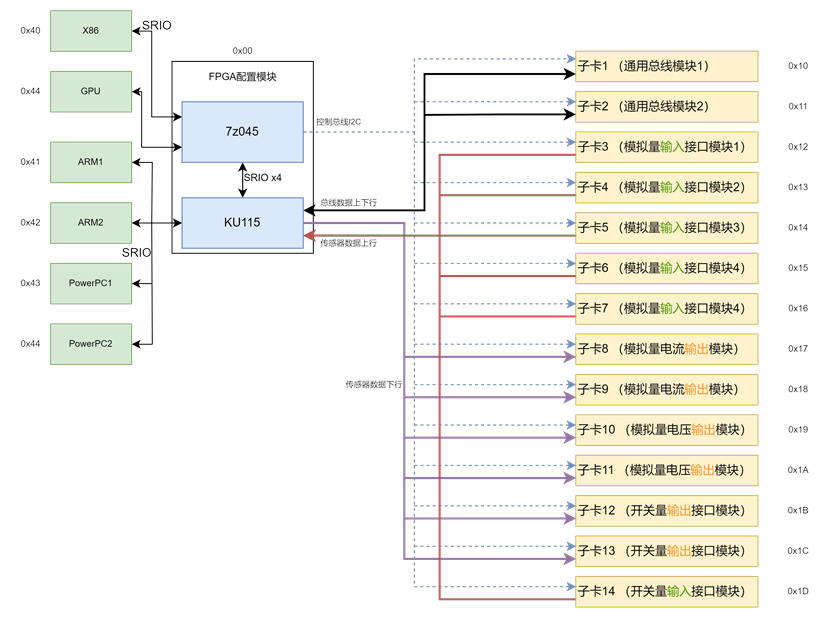 0x40
X86
SRIO
0x44
GPU
0x41
ARM1
0x42
ARM2
SRIO
0x43
PowerPC1
0x44
PowerPC2
0x00
FPGA配置模块
7z045
SRIO x4
KU115
控制总线I2C
总线数据上下行
传感器数据上行
传感器数据下行
子卡1 （通用总线模块1） 0x10
子卡2 （通用总线模块2） 0x11
子卡3 （模拟量输入接口模块1） 0x12
子卡4 （模拟量输入接口模块2） 0x13
子卡5 （模拟量输入接口模块3） 0x14
子卡6 （模拟量输入接口模块4） 0x15
子卡7 （模拟量输入接口模块4） 0x16
子卡8 （模拟量电流输出模块） 0x17
子卡9 （模拟量电流输出模块） 0x18
子卡10 （模拟量电压输出模块） 0x19
子卡11 （模拟量电压输出模块） 0x1A
子卡12 （开关量输出接口模块） 0x1B
子卡13 （开关量输出接口模块） 0x1C
子卡14 （开关量输入接口模块） 0x1D